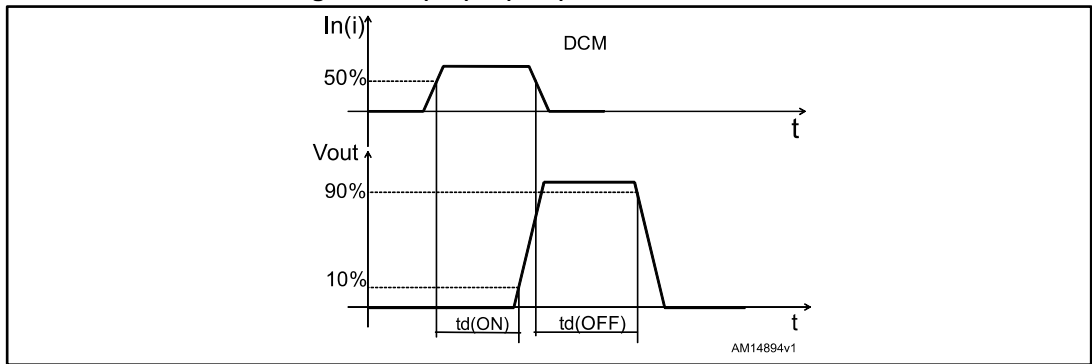 In(i)
DCM
50%
t
Vout
90%
10%
td(ON)
td(OFF)
t
AM14894v1